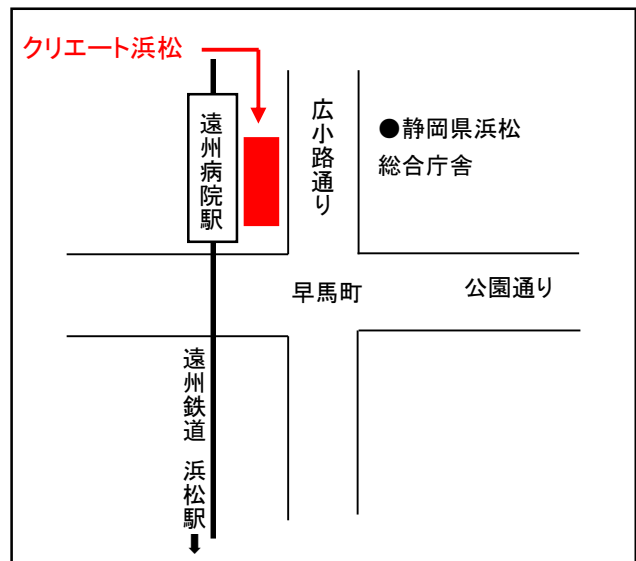 クリエート浜松
遠州病院駅
広小路通り
●静岡県浜松
総合庁舎
早馬町
公園通り
遠州鉄道 浜松駅